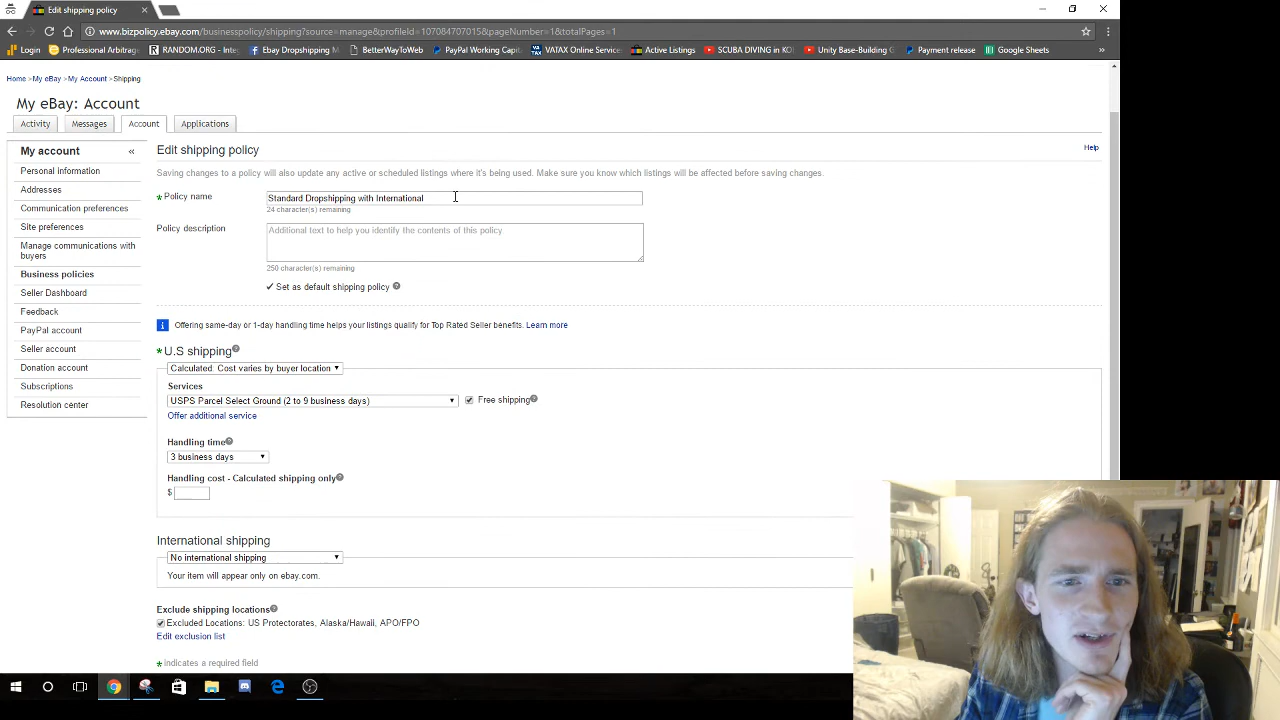 Edit shipping policy
www.bizpolicy.ebay.com/businesspolicy/shipping?source=manage&profileId=107084707015&pageNumber=1&totalPages=1
Login Professional Arbitrag RANDOM.ORG - Integ Ebay Dropshipping M BetterWayToWeb PayPal Working Capit VATAX Online Service Active Listings SCUBA DIVING in KO Unity Base-Building G Payment release Google Sheets »
Home > My eBay > My Account > Shipping
My eBay: Account
Activity Messages Account Applications
My account «
Personal Information
Addresses
Communication preferences
Site preferences
Manage communications with
buyers
Business policies
Seller Dashboard
Feedback
PayPal account
Seller account
Donation account
Subscriptions
Resolution center
Edit shipping policy
Help
Saving changes to a policy will also update any active or scheduled listings where it's being used. Make sure you know which listings will be affected before saving changes.
* Policy name Standard Dropshipping with International
24 character(s) remaining
Policy description Additional text to help you identify the contents of this policy
250 character(s) remaining
✓ Set as default shipping policy ?
i Offering same-day or 1-day handling time helps your listings qualify for Top Rated Seller benefits. Learn more
* U.S shipping ?
Calculated: Cost varies by buyer location
Services
USPS Parcel Select Ground (2 to 9 business days) Free shipping ?
Offer additional service
Handling time ?
3 business days
Handling cost - Calculated shipping only ?
$
International shipping
No international shipping
Your item will appear only on ebay.com.
Exclude shipping locations ?
Excluded Locations: US Protectorates, Alaska/Hawaii, APO/FPO
Edit exclusion list
* indicates a required field